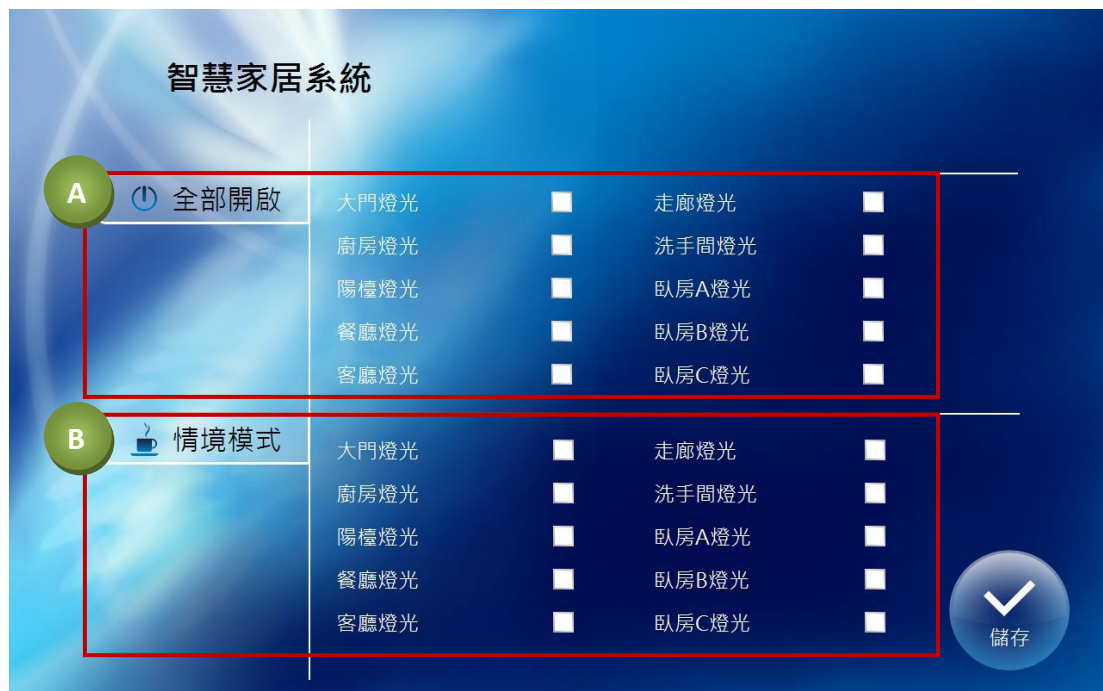 智慧家居系統
A
全部開啟
大門燈光 走廊燈光
廚房燈光 洗手間燈光
陽檯燈光 臥房A燈光
餐廳燈光 臥房B燈光
客廳燈光 臥房C燈光
B
情境模式
大門燈光 走廊燈光
廚房燈光 洗手間燈光
陽檯燈光 臥房A燈光
餐廳燈光 臥房B燈光
客廳燈光 臥房C燈光
儲存